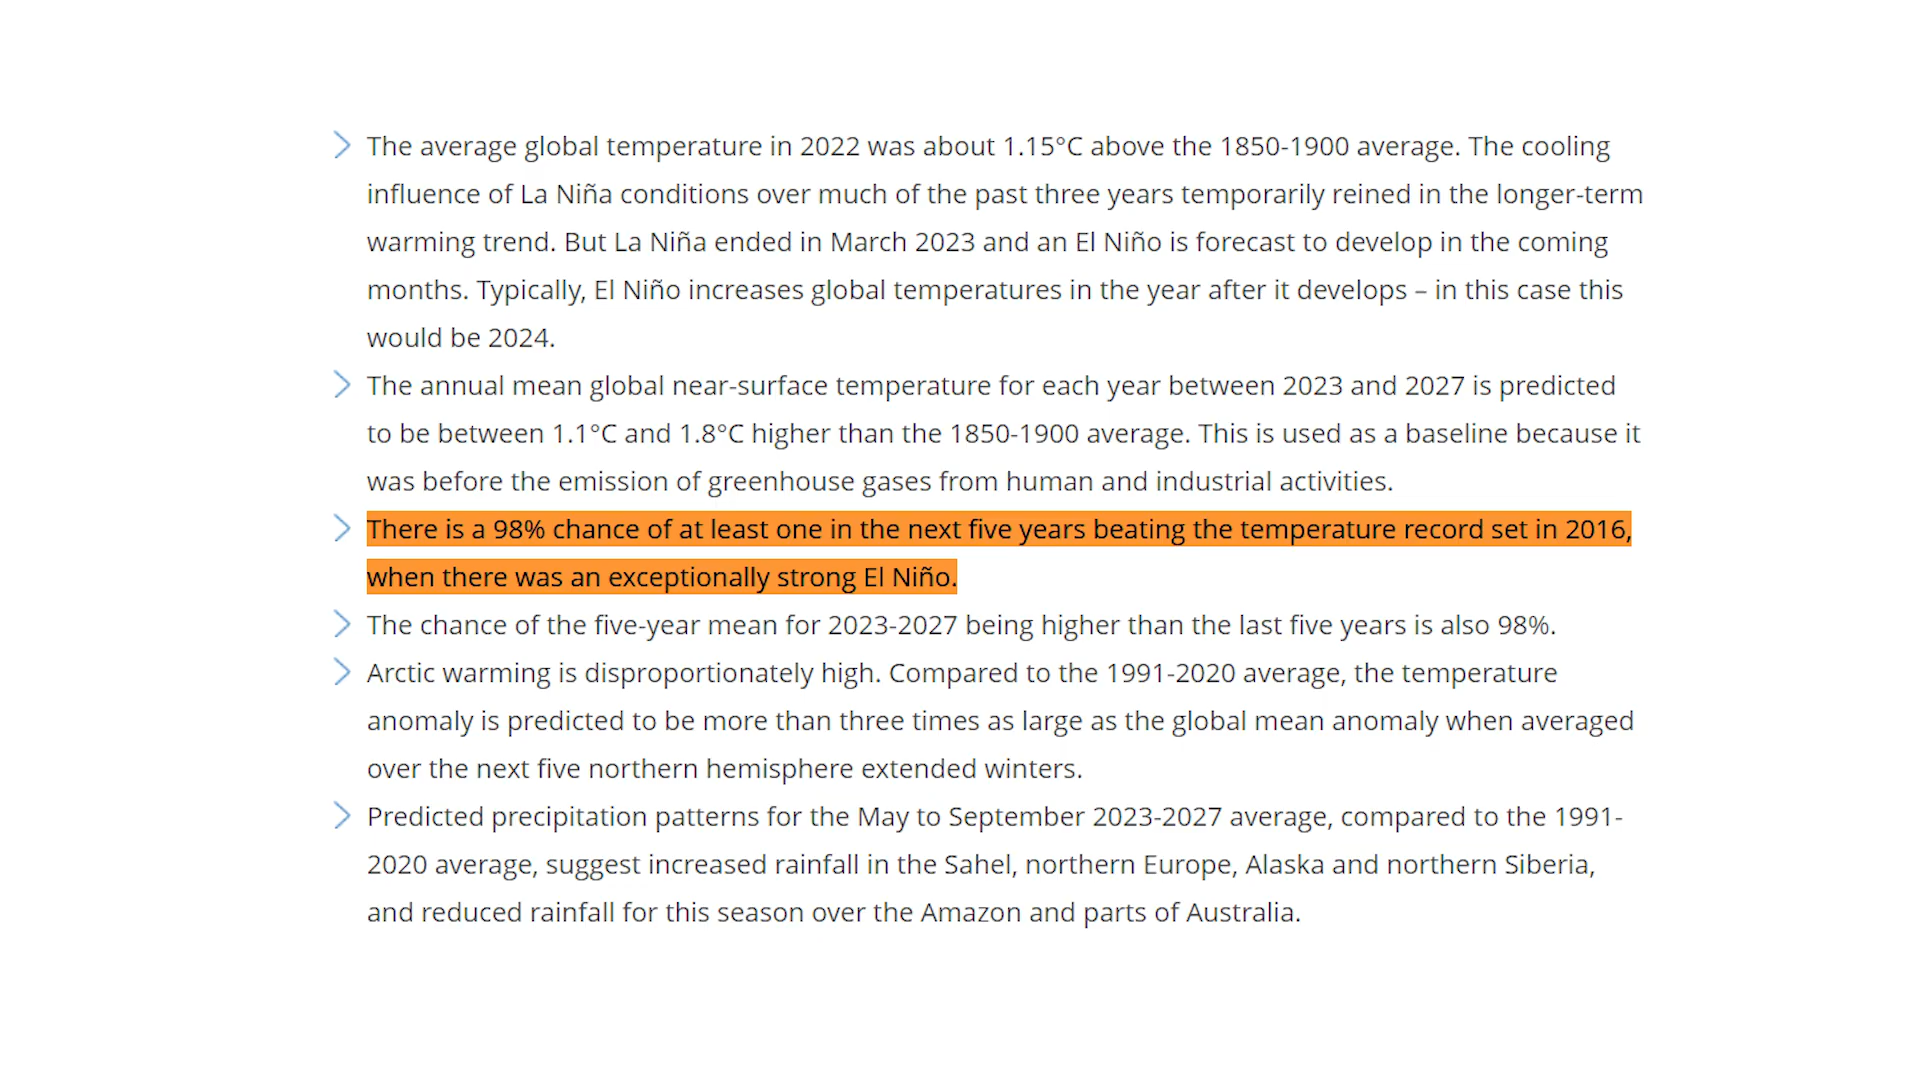 The average global temperature in 2022 was about 1.15°C above the 1850-1900 average. The cooling
influence of La Niña conditions over much of the past three years temporarily reined in the longer-term
warming trend. But La Niña ended in March 2023 and an El Niño is forecast to develop in the coming
months. Typically, El Niño increases global temperatures in the year after it develops – in this case this
would be 2024.
The annual mean global near-surface temperature for each year between 2023 and 2027 is predicted
to be between 1.1°C and 1.8°C higher than the 1850-1900 average. This is used as a baseline because it
was before the emission of greenhouse gases from human and industrial activities.
There is a 98% chance of at least one in the next five years beating the temperature record set in 2016,
when there was an exceptionally strong El Niño.
The chance of the five-year mean for 2023-2027 being higher than the last five years is also 98%.
Arctic warming is disproportionately high. Compared to the 1991-2020 average, the temperature
anomaly is predicted to be more than three times as large as the global mean anomaly when averaged
over the next five northern hemisphere extended winters.
Predicted precipitation patterns for the May to September 2023-2027 average, compared to the 1991-
2020 average, suggest increased rainfall in the Sahel, northern Europe, Alaska and northern Siberia,
and reduced rainfall for this season over the Amazon and parts of Australia.